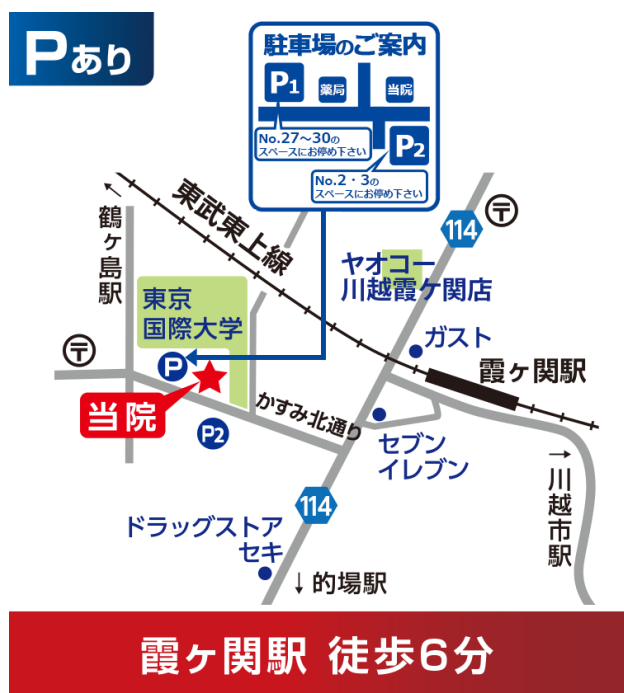 Pあり
駐車場のご案内
P1
薬局
当院
No.27～30の
スペースにお停め下さい
P2
No.2・3の
スペースにお停め下さい
←鶴ヶ島駅
東武東上線
114
〒
ヤオコー
川越霞ケ関店
東京
国際大学
ガスト
〒
P
霞ヶ関駅
当院
かすみ北通り
P2
セブン
イレブン
→川越市駅
114
ドラッグストア
セキ
↓的場駅
霞ヶ関駅 徒歩6分